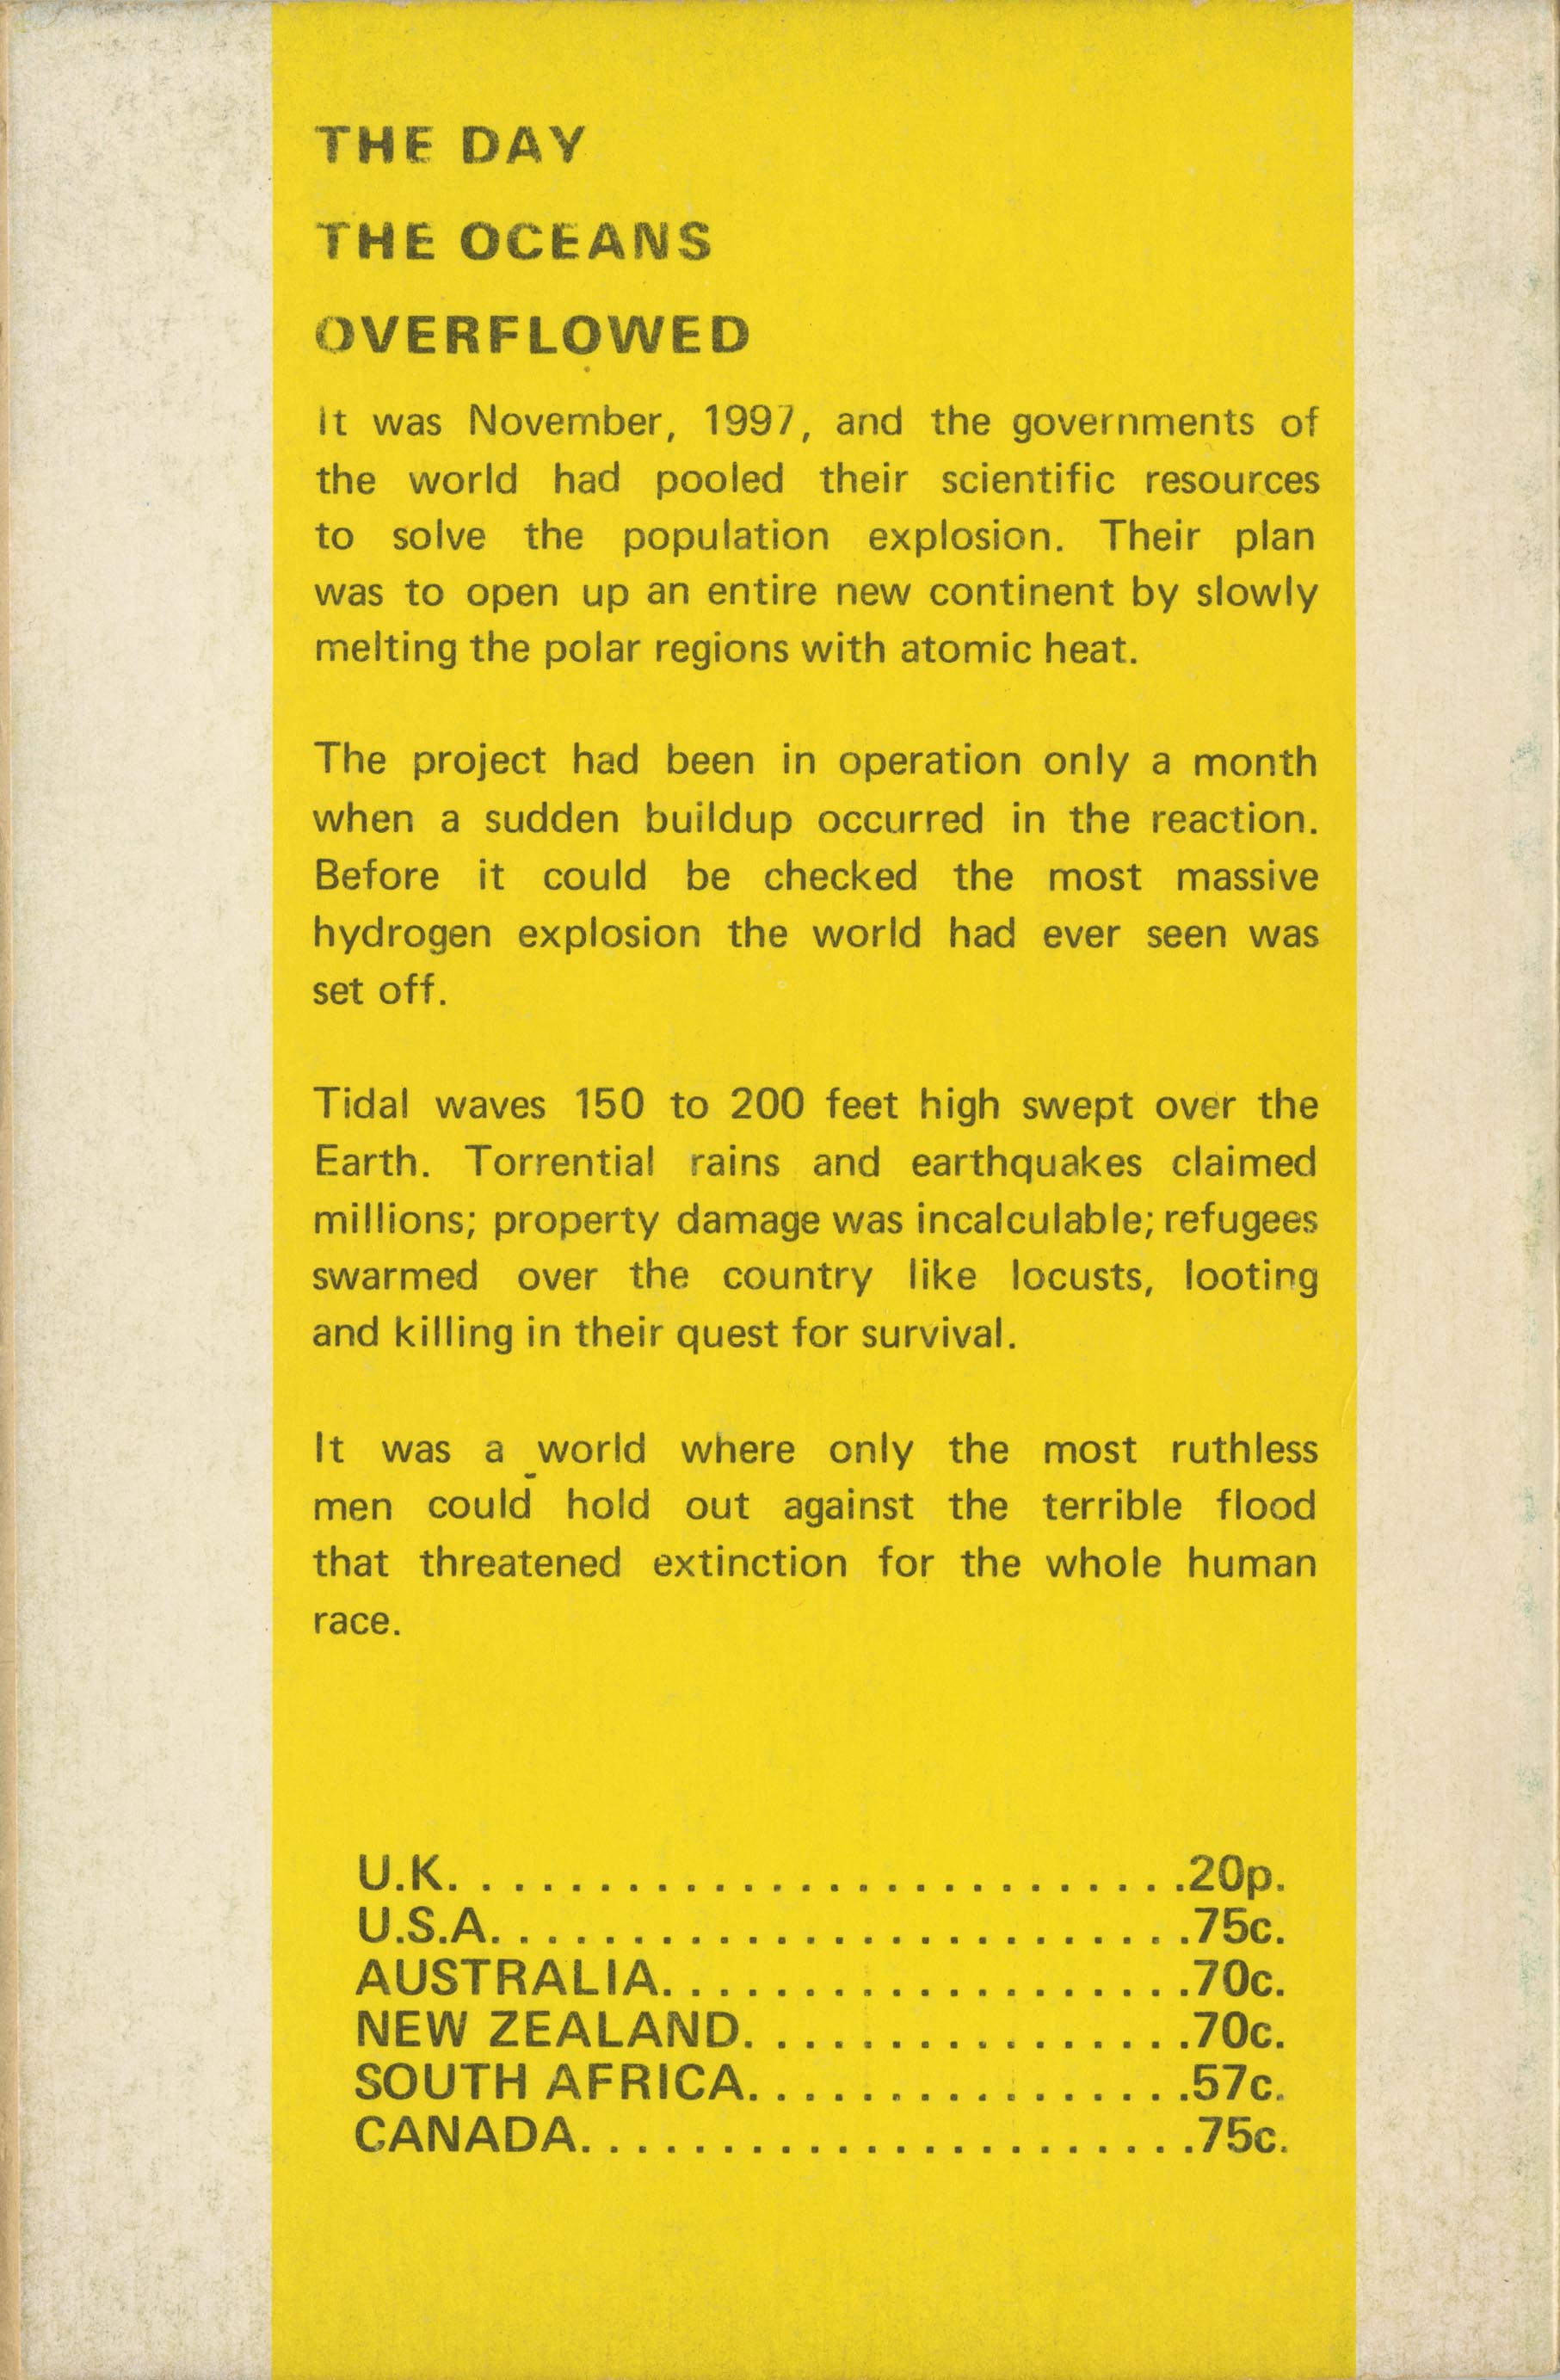 THE DAY
THE OCEANS
OVERFLOWED
It was November, 1997, and the governments of
the world had pooled their scientific resources
to solve the population explosion. Their plan
was to open up an entire new continent by slowly
melting the polar regions with atomic heat.
The project had been in operation only a month
when a sudden buildup occurred in the reaction.
Before it could be checked the most massive
hydrogen explosion the world had ever seen was
set off.
Tidal waves 150 to 200 feet high swept over the
Earth. Torrential rains and earthquakes claimed
millions; property damage was incalculable; refugees
swarmed over the country like locusts, looting
and killing in their quest for survival.
It was a world where only the most ruthless
men could hold out against the terrible flood
that threatened extinction for the whole human
race.
U.K. . . . . . . . . . . . . . . . . . . . . . . . . . .20p.
U.S.A. . . . . . . . . . . . . . . . . . . . . . . . . .75c.
AUSTRALIA. . . . . . . . . . . . . . . . . . .70c.
NEW ZEALAND. . . . . . . . . . . . . . . .70c.
SOUTH AFRICA. . . . . . . . . . . . . . . .57c.
CANADA. . . . . . . . . . . . . . . . . . . . . .75c.